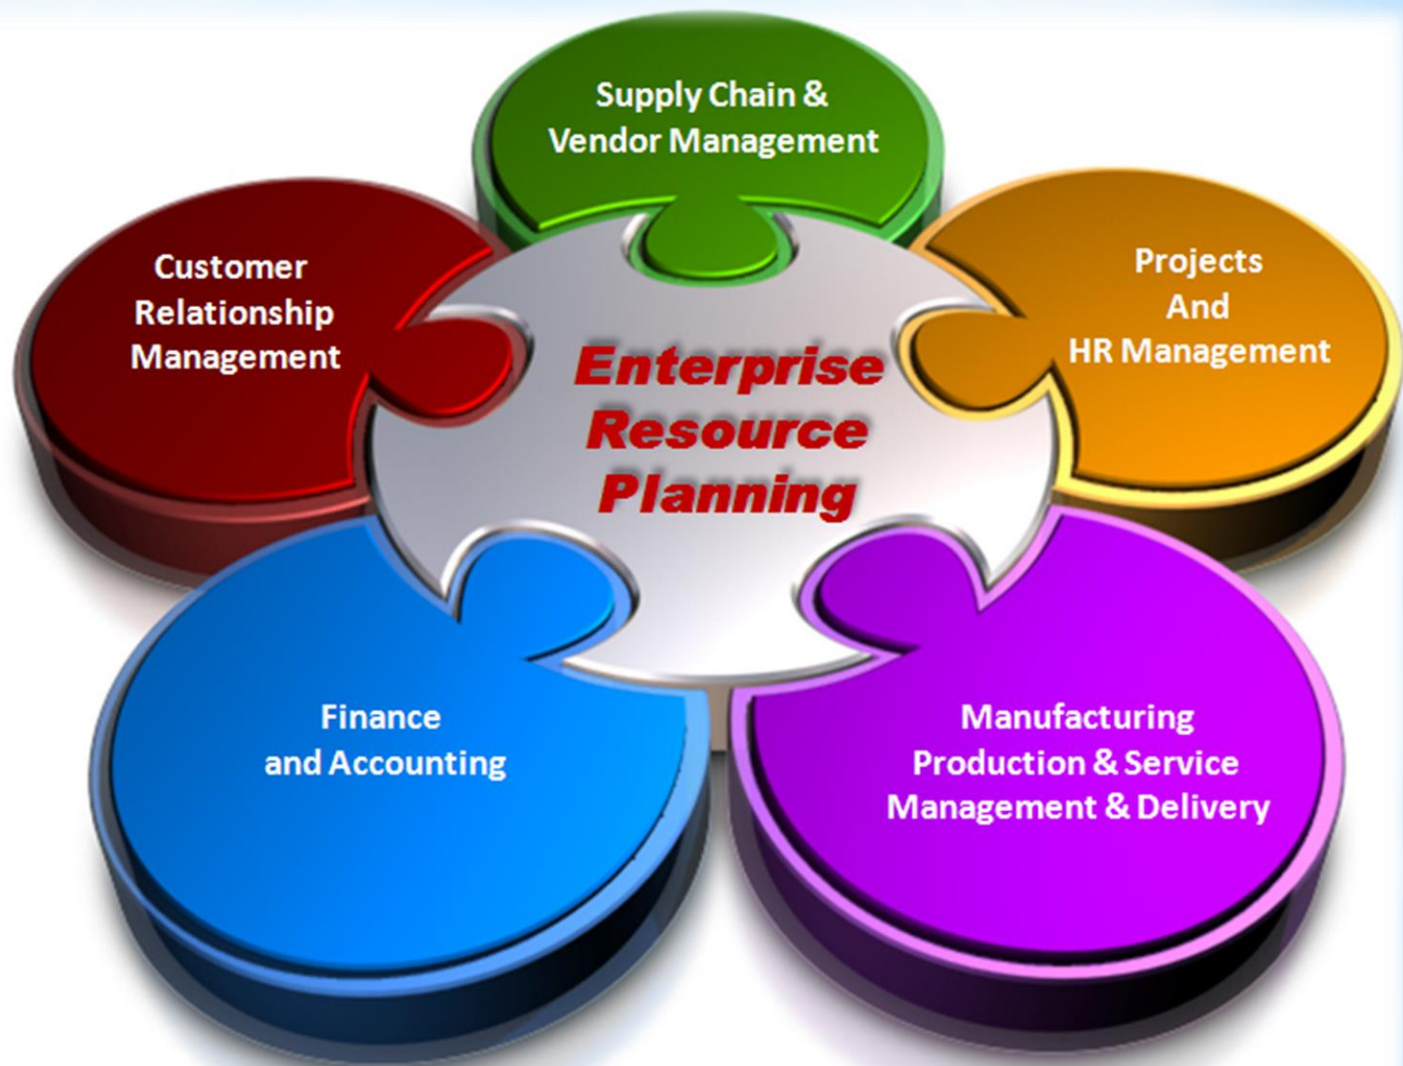 Supply Chain &
Vendor Management
Customer
Relationship
Management
Projects
And
HR Management
Enterprise
Resource
Planning
Finance
and Accounting
Manufacturing
Production & Service
Management & Delivery